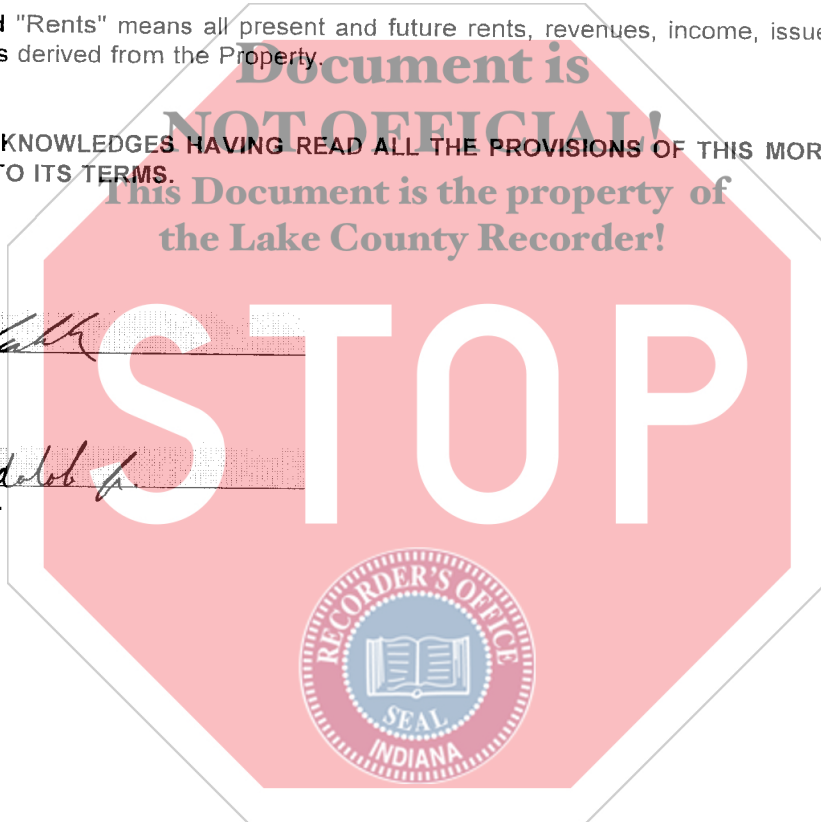 d "Rents" means all present and future rents, revenues, income, issue
s derived from the Property.
Document is
NOT OFFICIAL!
KNOWLEDGES HAVING READ ALL THE PROVISIONS OF THIS MOR
TO ITS TERMS.
This Document is the property of
the Lake County Recorder!
STOP
RECORDER'S OFFICE
SEAL
INDIANA